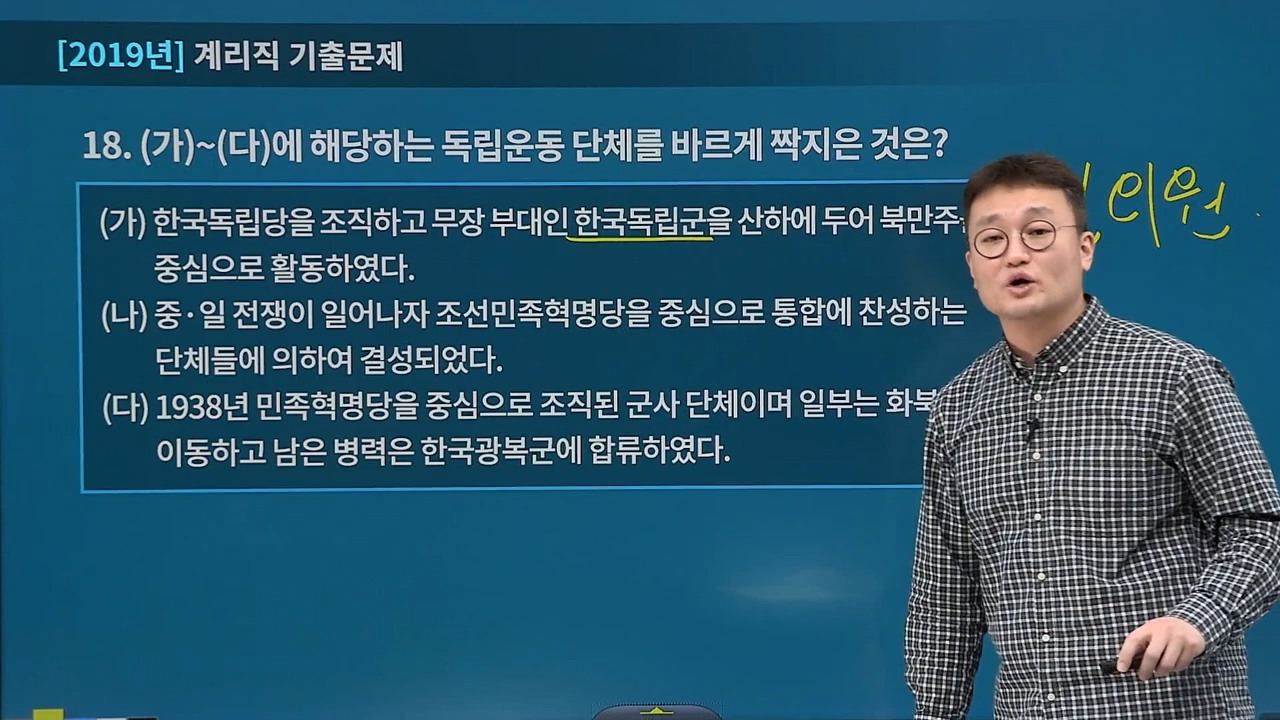 [2019년] 계리직 기출문제
18. (가)~(다)에 해당하는 독립운동 단체를 바르게 짝지은 것은?
(가) 한국독립당을 조직하고 무장 부대인 한국독립군을 산하에 두어 북만주
중심으로 활동하였다.
(나) 중·일 전쟁이 일어나자 조선민족혁명당을 중심으로 통합에 찬성하는
단체들에 의하여 결성되었다.
(다) 1938년 민족혁명당을 중심으로 조직된 군사 단체이며 일부는 화북
이동하고 남은 병력은 한국광복군에 합류하였다.
의원